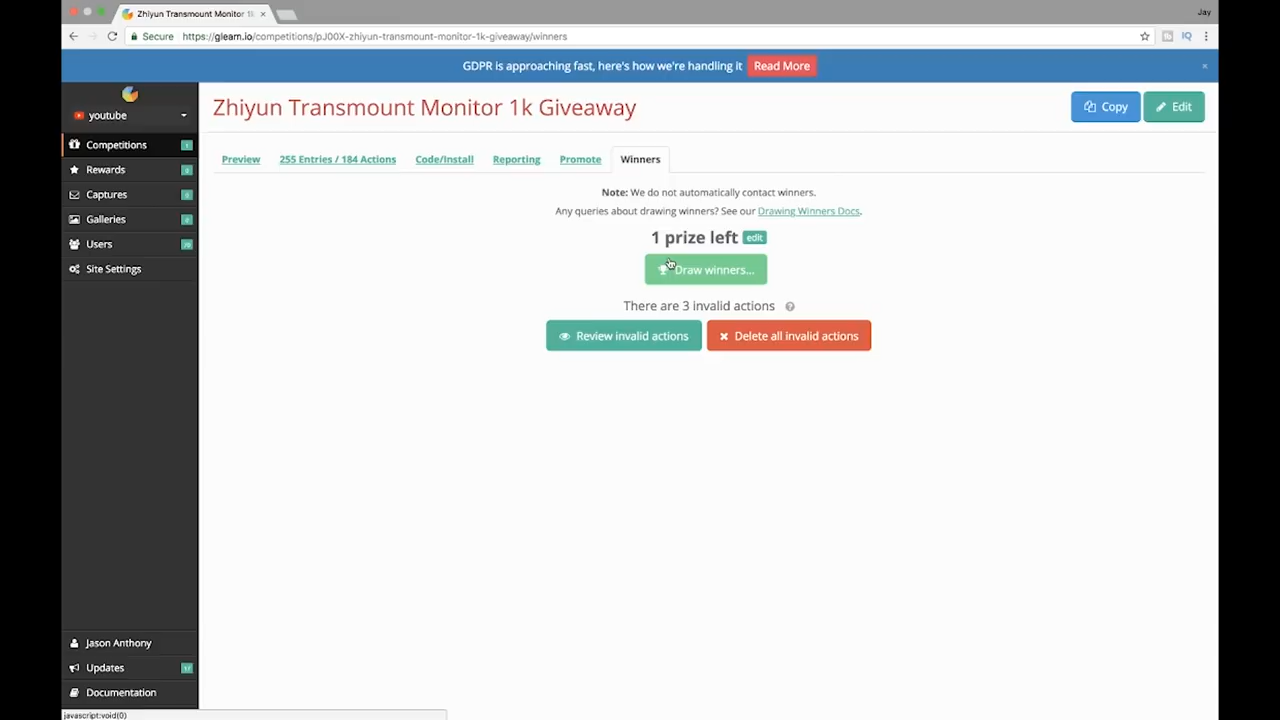 Zhiyun Transmount Monitor 1k
Jay
Secure https://gleam.io/competitions/pJ00X-zhiyun-transmount-monitor-1k-giveaway/winners
GDPR is approaching fast, here's how we're handling it Read More
youtube
Zhiyun Transmount Monitor 1k Giveaway
Copy
Edit
Competitions 1
Preview
255 Entries / 184 Actions
Code/Install
Reporting
Promote
Winners
Rewards
Captures
Galleries
Users
Site Settings
Note: We do not automatically contact winners.
Any queries about drawing winners? See our Drawing Winners Docs.
1 prize left edit
Draw winners...
There are 3 invalid actions ?
Review invalid actions
Delete all invalid actions
Jason Anthony
Updates 17
Documentation
javascript:void(0)